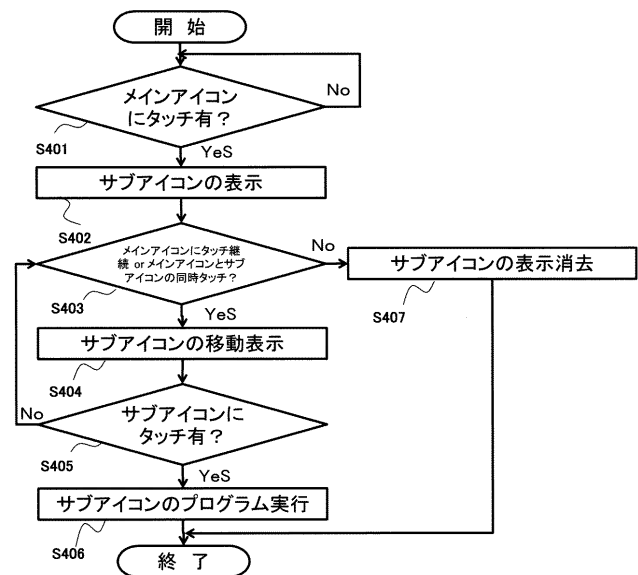 開 始
メインアイコン
にタッチ有？
No
S401
YeS
サブアイコンの表示
S402
メインアイコンにタッチ継
続 or メインアイコンとサブ
アイコンの同時タッチ？
No
サブアイコンの表示消去
S403
S407
YeS
サブアイコンの移動表示
S404
No
サブアイコンに
タッチ有？
S405
YeS
サブアイコンのプログラム実行
S406
終 了